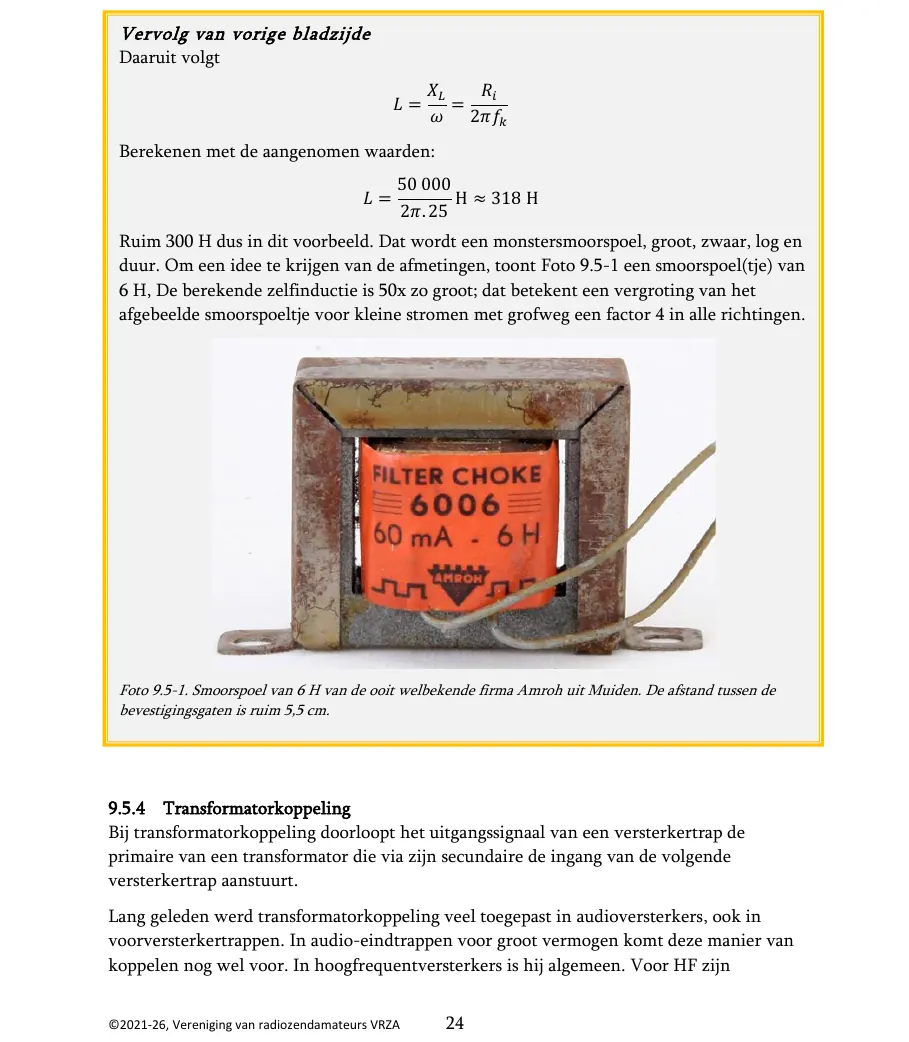 Vervolg van vorige bladzijde
Daaruit volgt
L = X_L / ω = R_i / 2πf_k
Berekenen met de aangenomen waarden:
L = 50 000 / 2π.25 H ≈ 318 H
Ruim 300 H dus in dit voorbeeld. Dat wordt een monstersmoorspoel, groot, zwaar, log en
duur. Om een idee te krijgen van de afmetingen, toont Foto 9.5-1 een smoorspoel(tje) van
6 H, De berekende zelfinductie is 50x zo groot; dat betekent een vergroting van het
afgebeelde smoorspoeltje voor kleine stromen met grofweg een factor 4 in alle richtingen.
FILTER CHOKE
6006
60 mA - 6 H
AMROH
Foto 9.5-1. Smoorspoel van 6 H van de ooit welbekende firma Amroh uit Muiden. De afstand tussen de
bevestigingsgaten is ruim 5,5 cm.
9.5.4 Transformatorkoppeling
Bij transformatorkoppeling doorloopt het uitgangssignaal van een versterkertrap de
primaire van een transformator die via zijn secundaire de ingang van de volgende
versterkertrap aanstuurt.
Lang geleden werd transformatorkoppeling veel toegepast in audioversterkers, ook in
voorversterkertrappen. In audio-eindtrappen voor groot vermogen komt deze manier van
koppelen nog wel voor. In hoogfrequentversterkers is hij algemeen. Voor HF zijn
©2021-26, Vereniging van radiozendamateurs VRZA 24